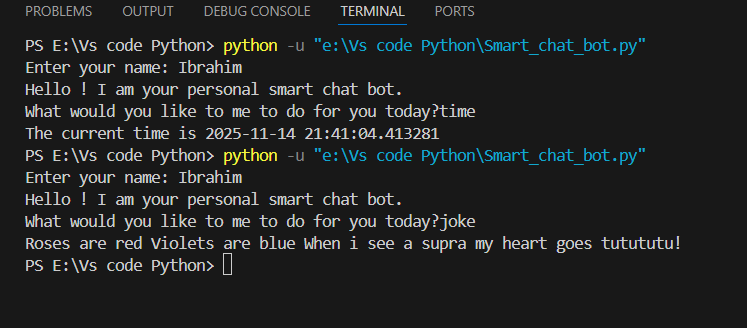 PROBLEMS OUTPUT DEBUG CONSOLE TERMINAL PORTS
PS E:\Vs code Python> python -u "e:\Vs code Python\Smart_chat_bot.py"
Enter your name: Ibrahim
Hello ! I am your personal smart chat bot.
What would you like to me to do for you today?time
The current time is 2025-11-14 21:41:04.413281
PS E:\Vs code Python> python -u "e:\Vs code Python\Smart_chat_bot.py"
Enter your name: Ibrahim
Hello ! I am your personal smart chat bot.
What would you like to me to do for you today?joke
Roses are red Violets are blue When i see a supra my heart goes tutututu!
PS E:\Vs code Python>